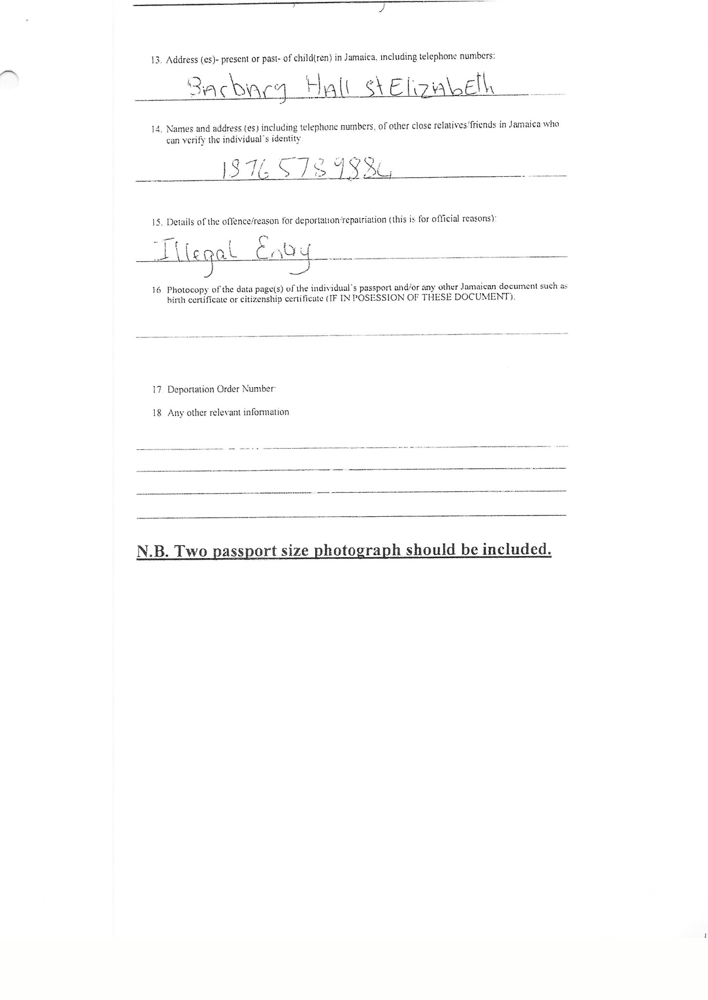 13. Address (es)- present or past- of child(ren) in Jamaica, including telephone numbers:
Barbary Hall St Elizabeth
14. Names and address (es) including telephone numbers, of other close relatives/friends in Jamaica who
can verify the individual's identity
18765789884
15. Details of the offence/reason for deportation/repatriation (this is for official reasons):
Illegal Entry
16 Photocopy of the data page(s) of the individual's passport and/or any other Jamaican document such as
birth certificate or citizenship certificate (IF IN POSESSION OF THESE DOCUMENT).
17 Deportation Order Number:
18 Any other relevant information
N.B. Two passport size photograph should be included.